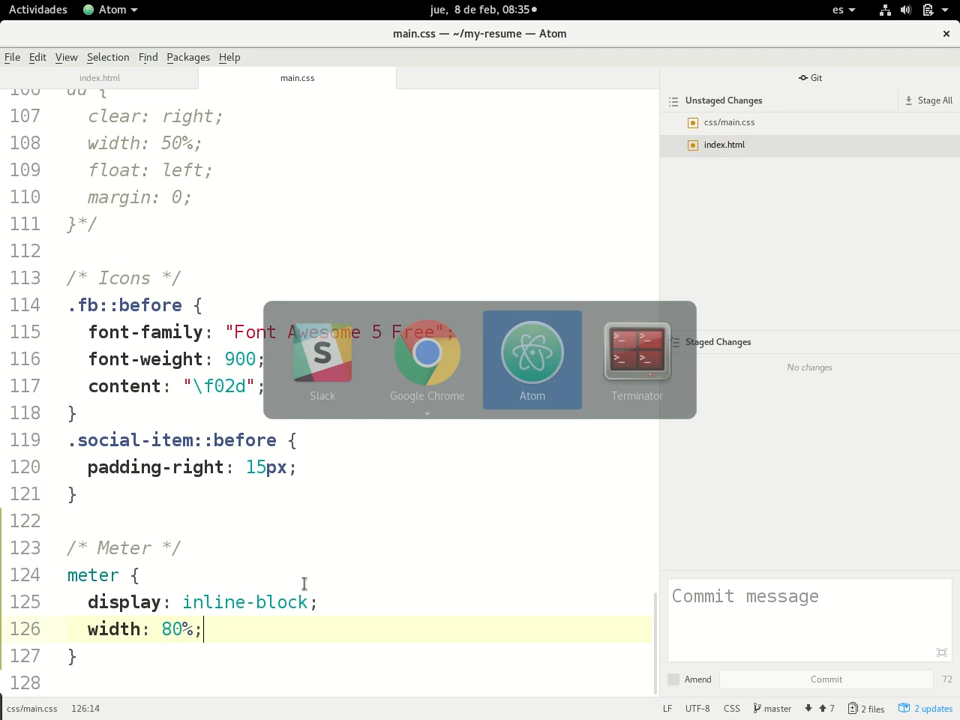 Actividades
Atom
jue, 8 de feb, 08:35
es
main.css — ~/my-resume — Atom
File Edit View Selection Find Packages Help
index.html
main.css
Git
Unstaged Changes
Stage All
css/main.css
index.html
Staged Changes
No changes
107 clear: right;
108 width: 50%;
109 float: left;
110 margin: 0;
111 }*/
112
113 /* Icons */
114 .fb::before {
115 font-family: "Font Awesome 5 Free";
116 font-weight: 900;
117 content: "\f02d";
118 }
119 .social-item::before {
120 padding-right: 15px;
121 }
122
123 /* Meter */
124 meter {
125 display: inline-block;
126 width: 80%;
127 }
128
S
Slack
Google Chrome
Atom
Terminator
Commit message
Amend
Commit
72
css/main.css 126:14
LF UTF-8 CSS master 7 2 files 2 updates